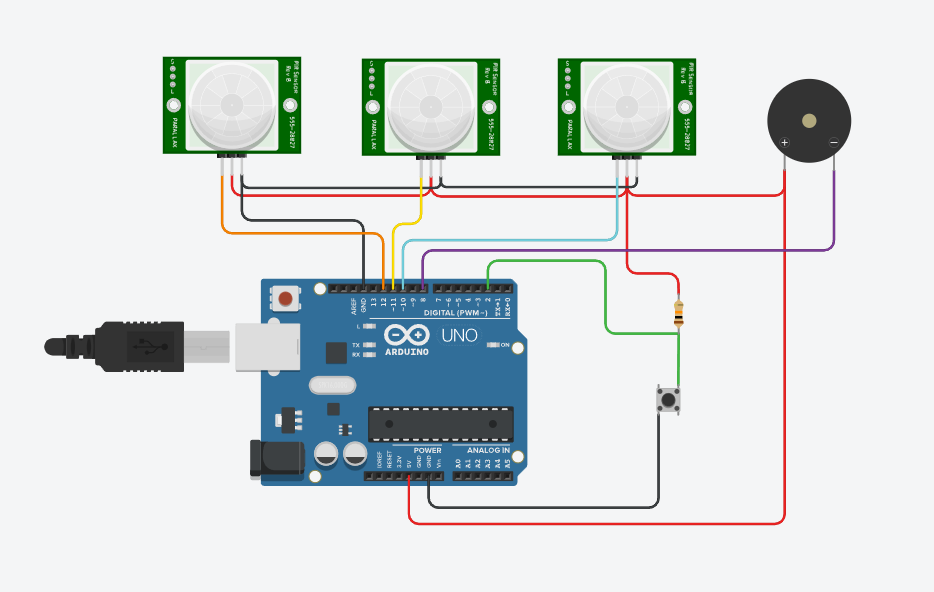 S
L
PIR SENSOR
Rev B
PARALLAX
555-28027
S
L
PIR SENSOR
Rev B
PARALLAX
555-28027
S
L
PIR SENSOR
Rev B
PARALLAX
555-28027
+
−
AREF
GND
13
12
~11
~10
~9
8
7
~6
~5
4
~3
2
TX→1
RX←0
DIGITAL (PWM~)
L
TX
RX
ARDUINO
UNO
ON
POWER
ANALOG IN
IOREF
RESET
3.3V
5V
GND
GND
Vin
A0
A1
A2
A3
A4
A5